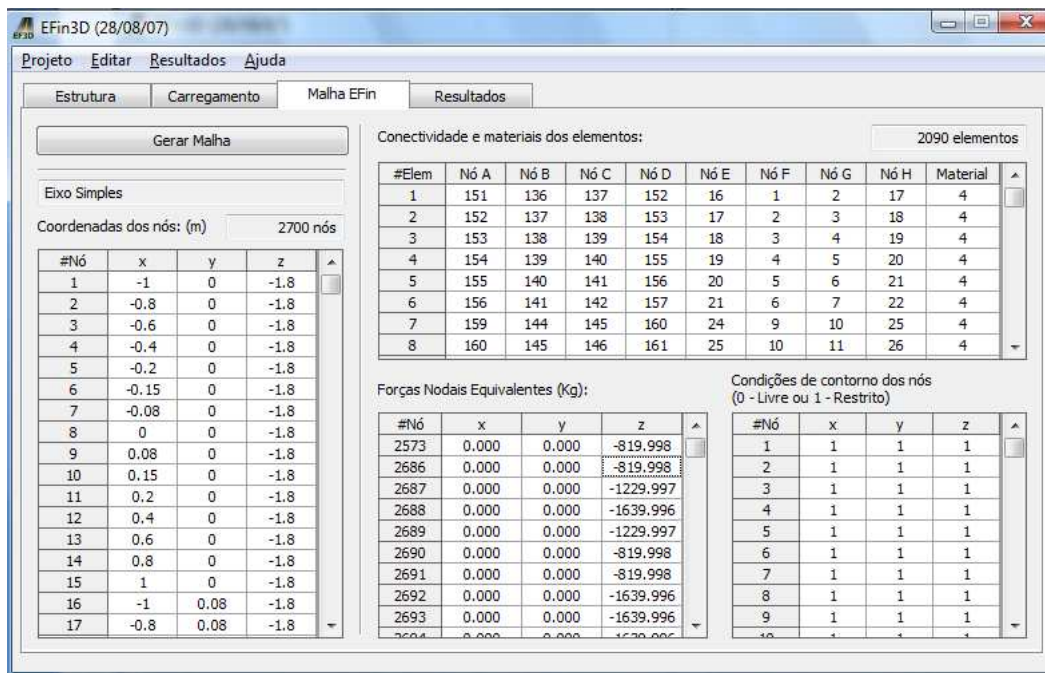 EF3D EFin3D (28/08/07)
Projeto Editar Resultados Ajuda
Estrutura Carregamento Malha EFin Resultados
Gerar Malha
Eixo Simples
Coordenadas dos nós: (m) 2700 nós
#Nó x y z
1 -1 0 -1.8
2 -0.8 0 -1.8
3 -0.6 0 -1.8
4 -0.4 0 -1.8
5 -0.2 0 -1.8
6 -0.15 0 -1.8
7 -0.08 0 -1.8
8 0 0 -1.8
9 0.08 0 -1.8
10 0.15 0 -1.8
11 0.2 0 -1.8
12 0.4 0 -1.8
13 0.6 0 -1.8
14 0.8 0 -1.8
15 1 0 -1.8
16 -1 0.08 -1.8
17 -0.8 0.08 -1.8
Conectividade e materiais dos elementos: 2090 elementos
#Elem Nó A Nó B Nó C Nó D Nó E Nó F Nó G Nó H Material
1 151 136 137 152 16 1 2 17 4
2 152 137 138 153 17 2 3 18 4
3 153 138 139 154 18 3 4 19 4
4 154 139 140 155 19 4 5 20 4
5 155 140 141 156 20 5 6 21 4
6 156 141 142 157 21 6 7 22 4
7 159 144 145 160 24 9 10 25 4
8 160 145 146 161 25 10 11 26 4
Forças Nodais Equivalentes (Kg):
#Nó x y z
2573 0.000 0.000 -819.998
2686 0.000 0.000 -819.998
2687 0.000 0.000 -1229.997
2688 0.000 0.000 -1639.996
2689 0.000 0.000 -1229.997
2690 0.000 0.000 -819.998
2691 0.000 0.000 -819.998
2692 0.000 0.000 -1639.996
2693 0.000 0.000 -1639.996
2694 0.000 0.000 -1639.996
Condições de contorno dos nós
(0 - Livre ou 1 - Restrito)
#Nó x y z
1 1 1 1
2 1 1 1
3 1 1 1
4 1 1 1
5 1 1 1
6 1 1 1
7 1 1 1
8 1 1 1
9 1 1 1
10 1 1 1